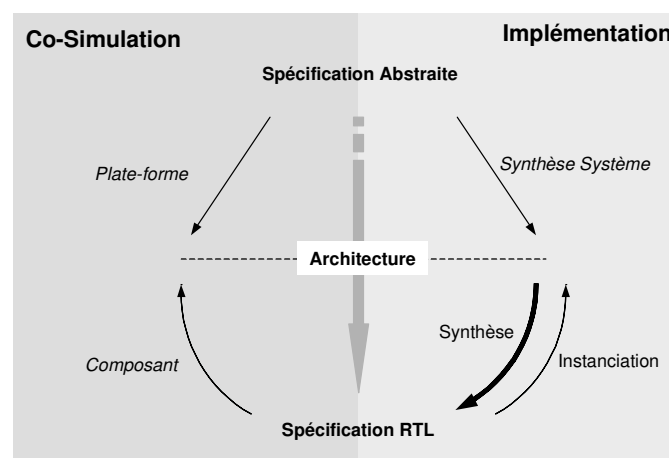 Co-Simulation
Implémentation
Spécification Abstraite
Plate-forme
Synthèse Système
Architecture
Synthèse
Composant
Instanciation
Spécification RTL